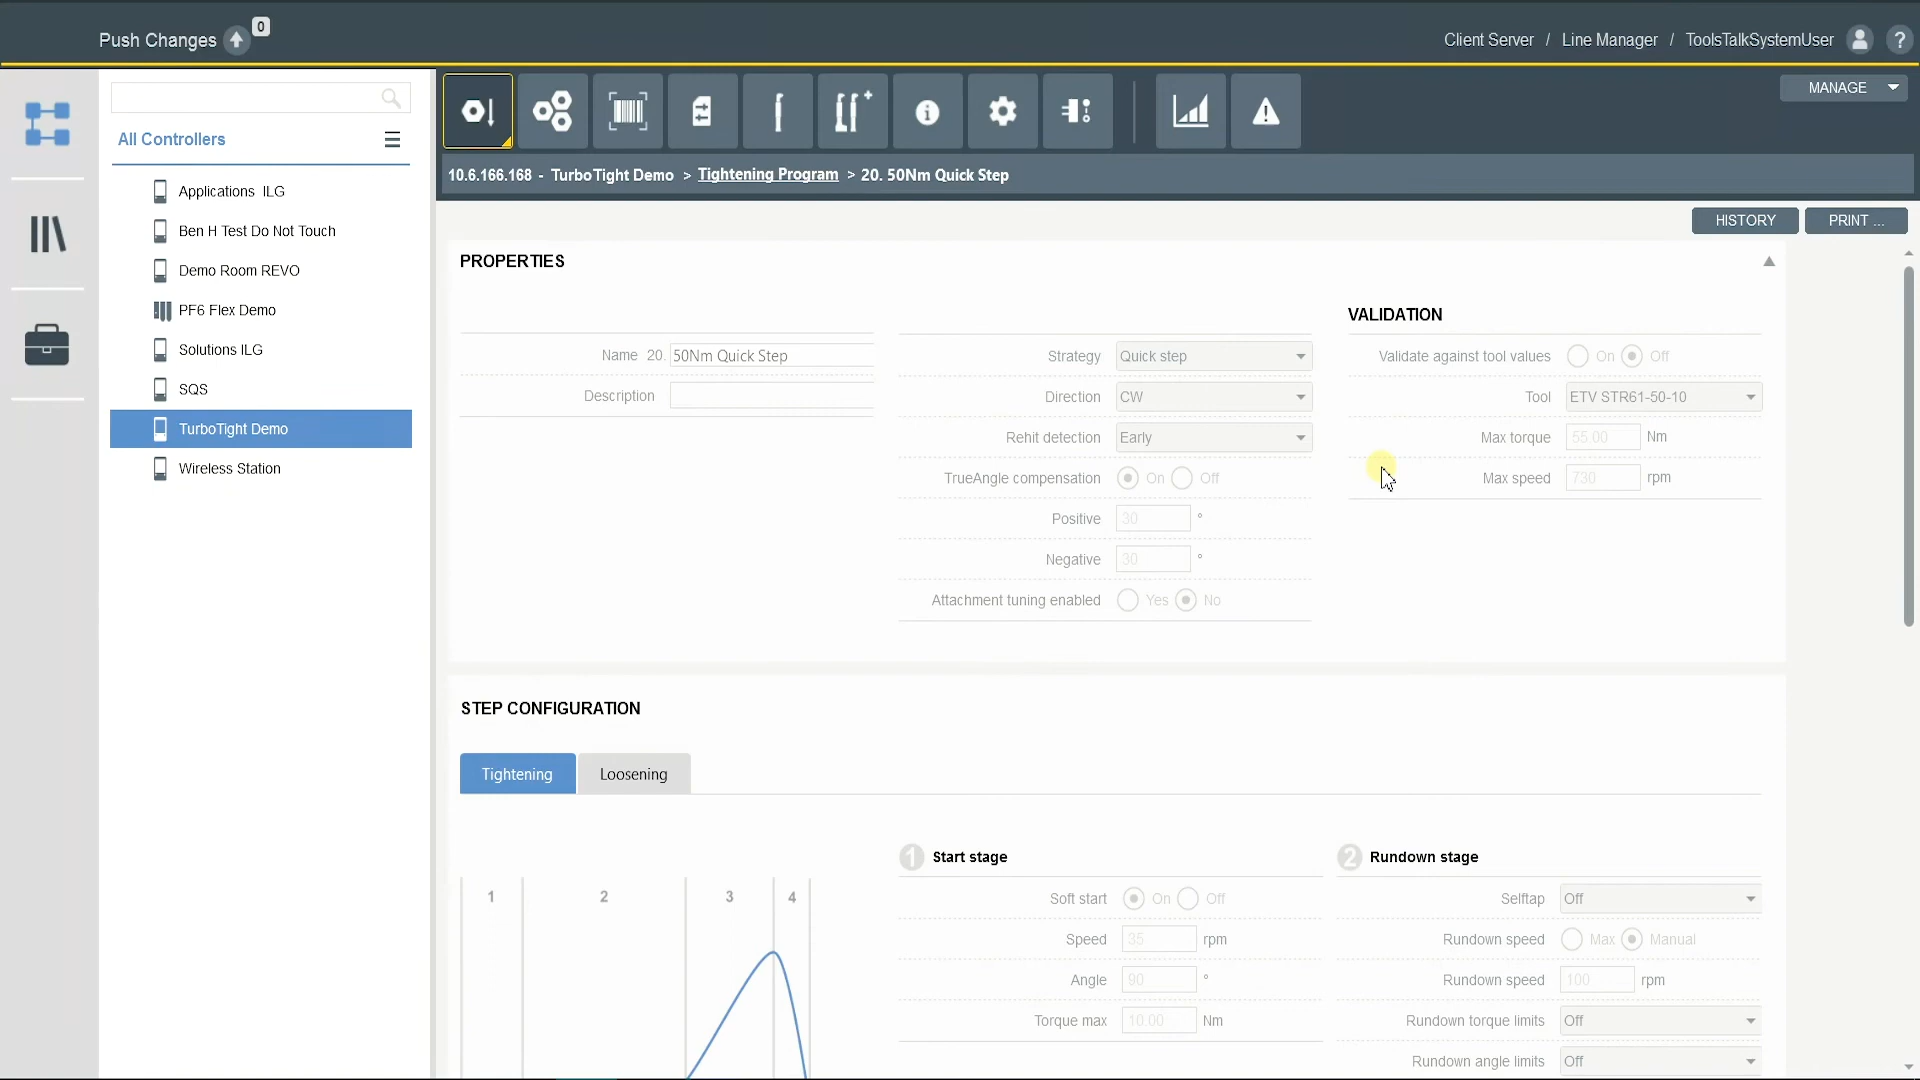 Push Changes 0
Client Server / Line Manager / ToolsTalkSystemUser ?
MANAGE
All Controllers
Applications ILG
Ben H Test Do Not Touch
Demo Room REVO
PF6 Flex Demo
Solutions ILG
SQS
TurboTight Demo
Wireless Station
10.6.166.168 - TurboTight Demo > Tightening Program > 20. 50Nm Quick Step
HISTORY PRINT ...
PROPERTIES
Name 20. 50Nm Quick Step
Description
Strategy Quick step
Direction CW
Rehit detection Early
TrueAngle compensation On Off
Positive 30 °
Negative 30 °
Attachment tuning enabled Yes No
VALIDATION
Validate against tool values On Off
Tool ETV STR61-50-10
Max torque 55.00 Nm
Max speed 730 rpm
STEP CONFIGURATION
Tightening Loosening
1 2 3 4
1 Start stage
Soft start On Off
Speed 35 rpm
Angle 90 °
Torque max 10.00 Nm
2 Rundown stage
Selftap Off
Rundown speed Max Manual
Rundown speed 100 rpm
Rundown torque limits Off
Rundown angle limits Off